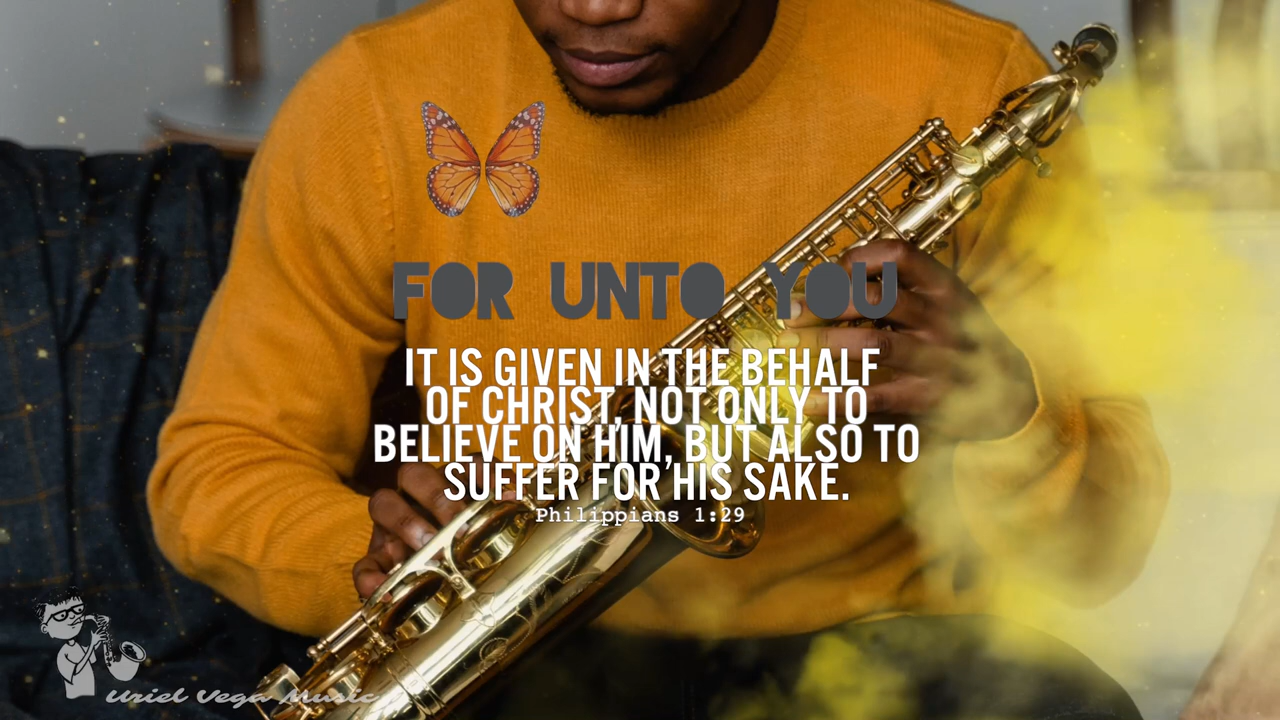 FOR UNTO YOU
IT IS GIVEN IN THE BEHALF
OF CHRIST, NOT ONLY TO
BELIEVE ON HIM, BUT ALSO TO
SUFFER FOR HIS SAKE.
Philippians 1:29
Uriel Vega Music